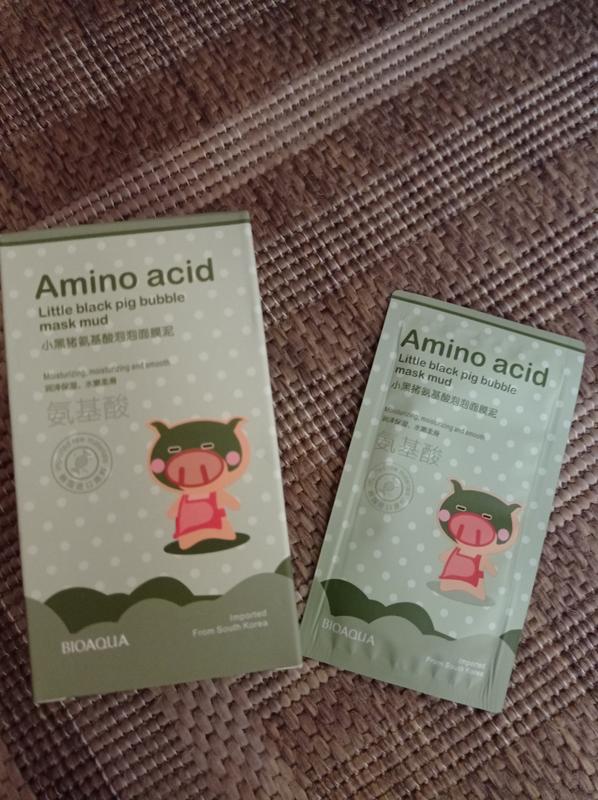 Amino acid
Little black pig bubble
mask mud
小黑猪氨基酸泡泡面膜泥
Moisturizing, moisturizing and smooth
润泽保湿，水嫩柔滑
氨基酸
BIOAQUA
Imported
From South Korea
Amino acid
Little black pig bubble
mask mud
小黑猪氨基酸泡泡面膜泥
Moisturizing, moisturizing and smooth
润泽保湿，水嫩柔滑
氨基酸
BIOAQUA
Imported
From South Korea